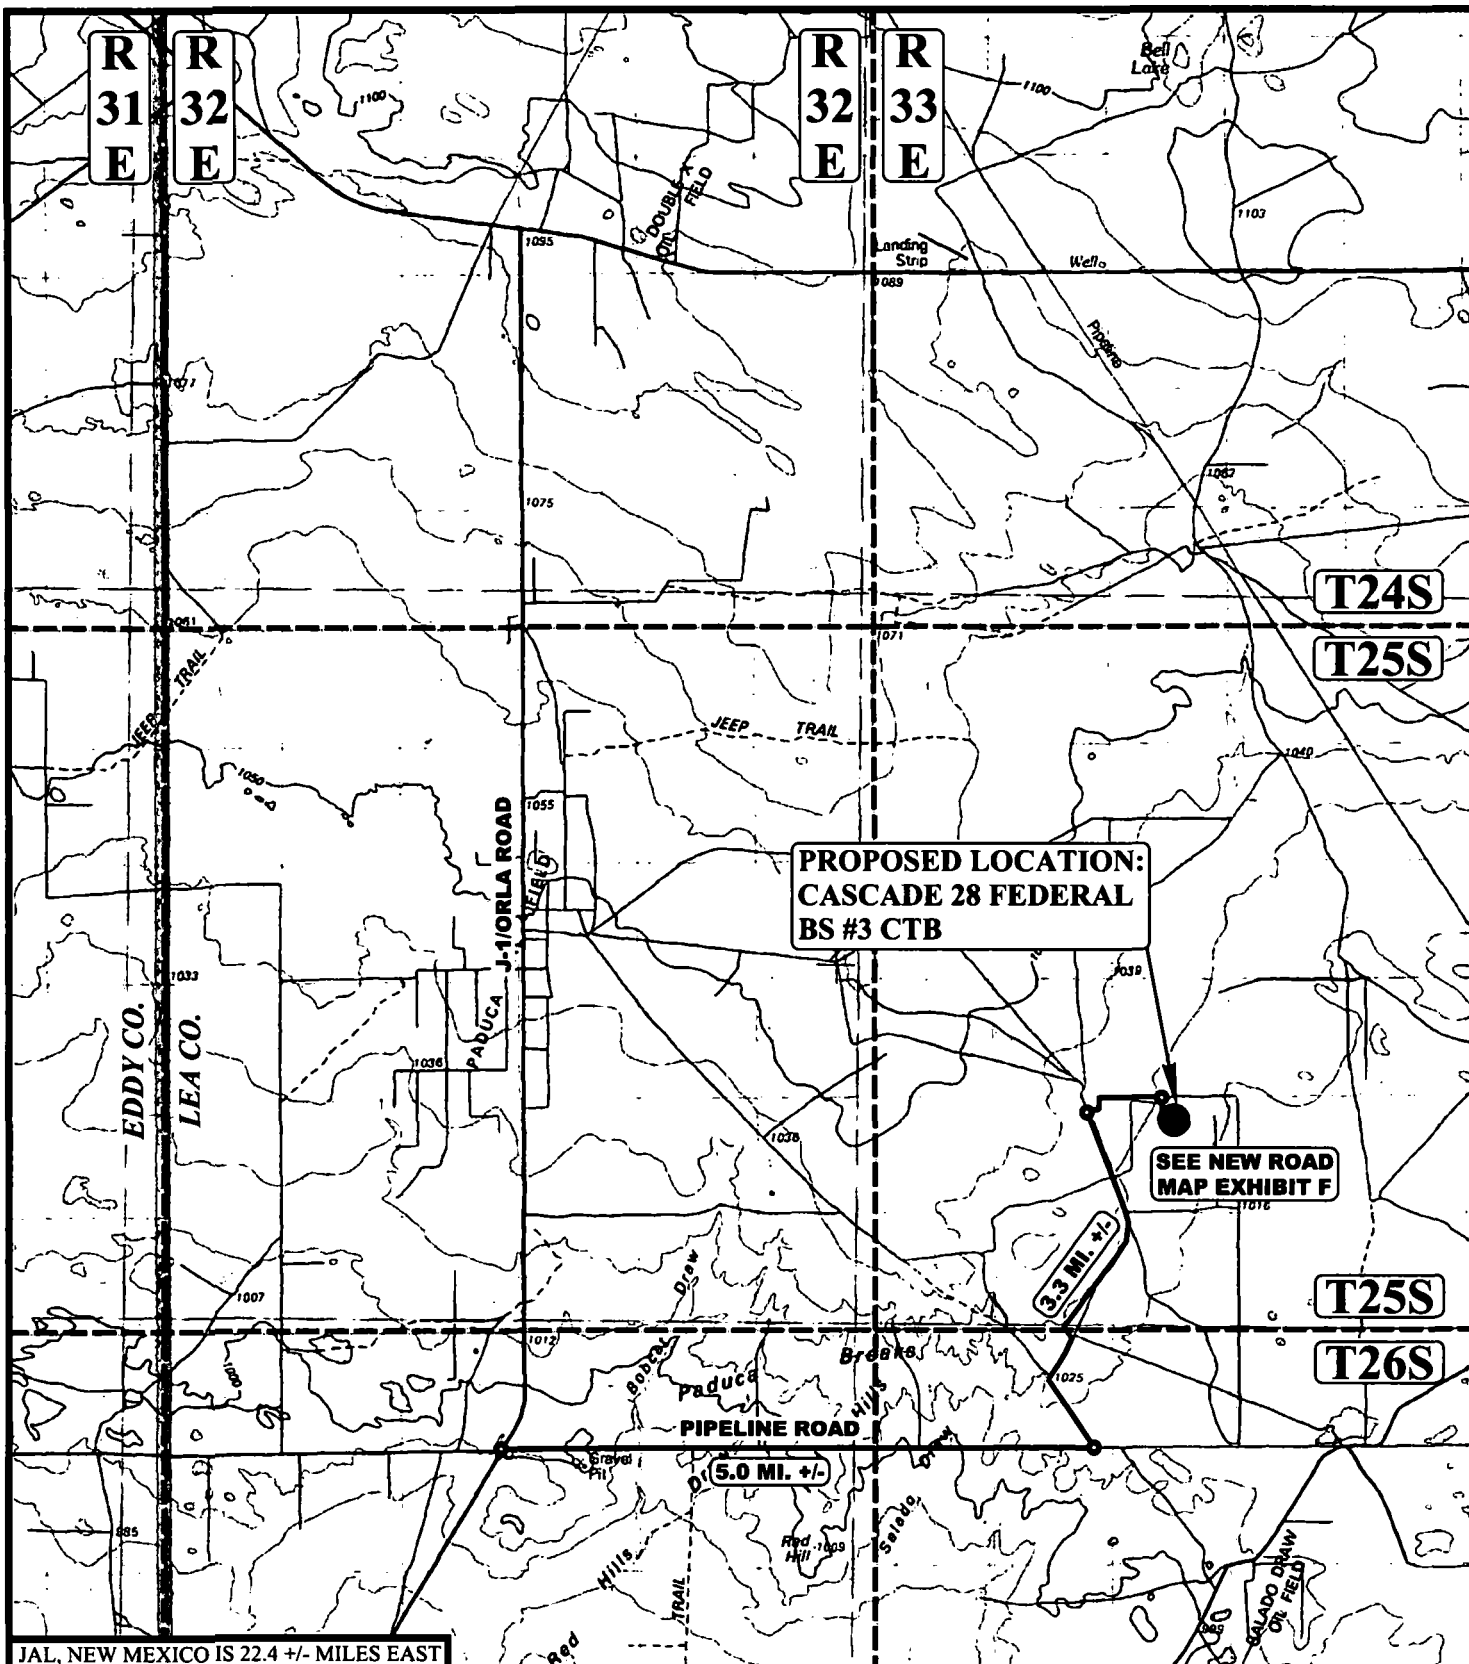 R
31
E
R
32
E
R
32
E
R
33
E
Bell
Lake
1100
1100
1103
DOUBLE X
OIL FIELD
1095
Landing
Strip
Wells
1089
Pipeline
1075
1067
T24S
1071
T25S
JEEP TRAIL
JEEP TRAIL
1040
1050
1055
J-1/ORLA ROAD
FIELD
PROPOSED LOCATION:
CASCADE 28 FEDERAL
BS #3 CTB
1039
1033
PADUCA
1036
EDDY CO.
LEA CO.
1036
SEE NEW ROAD
MAP EXHIBIT F
1016
3.3 MI. +/-
1007
Draw
T25S
1012
Bobcat
Breaks
T26S
1000
Paduca
1025
Hills
PIPELINE ROAD
Draw
Gravel
Pit
5.0 MI. +/-
985
Red
Hill
1009
Salado
Hills
TRAIL
SALADO DRAW
OIL FIELD
Red
JAL, NEW MEXICO IS 22.4 +/- MILES EAST